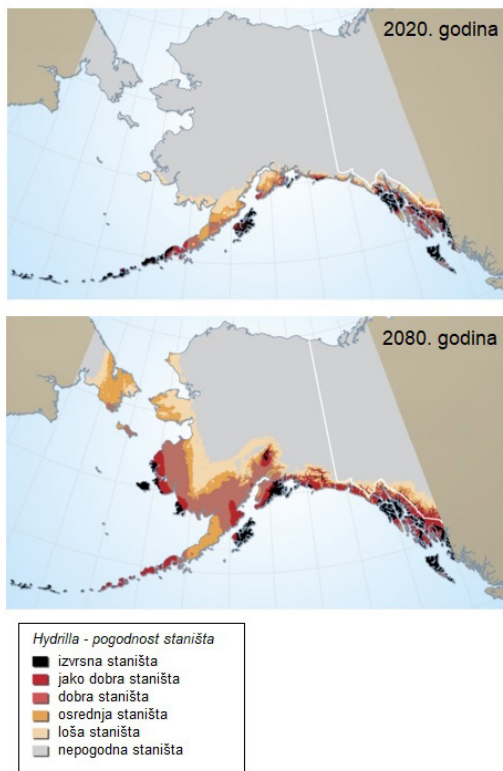 2020. godina
2080. godina
Hydrilla - pogodnost staništa
izvrsna staništa
jako dobra staništa
dobra staništa
osrednja staništa
loša staništa
nepogodna staništa